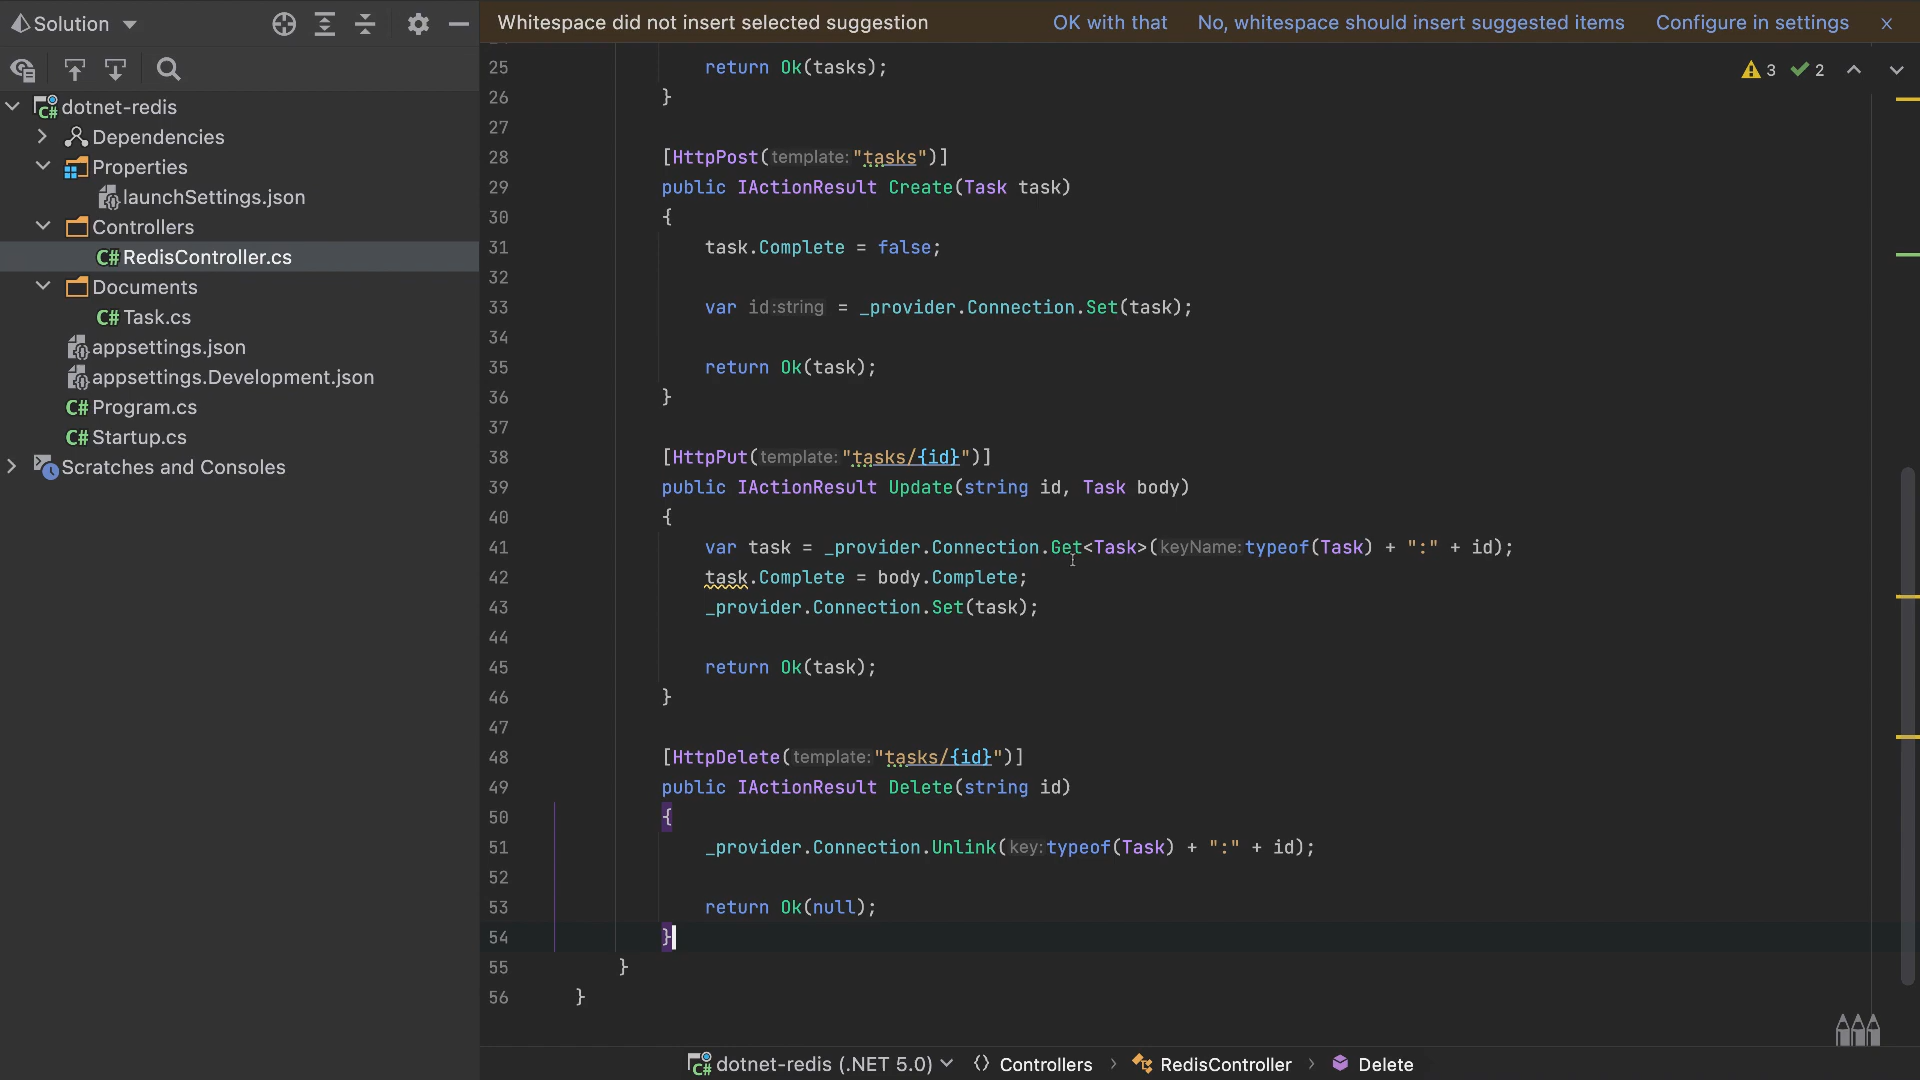 Solution
Whitespace did not insert selected suggestion OK with that No, whitespace should insert suggested items Configure in settings
3 2
dotnet-redis
Dependencies
Properties
launchSettings.json
Controllers
C# RedisController.cs
Documents
C# Task.cs
appsettings.json
appsettings.Development.json
C# Program.cs
C# Startup.cs
Scratches and Consoles
25 return Ok(tasks);
26 }
27
28 [HttpPost(template:"tasks")]
29 public IActionResult Create(Task task)
30 {
31 task.Complete = false;
32
33 var id:string = _provider.Connection.Set(task);
34
35 return Ok(task);
36 }
37
38 [HttpPut(template:"tasks/{id}")]
39 public IActionResult Update(string id, Task body)
40 {
41 var task = _provider.Connection.Get<Task>(keyName:typeof(Task) + ":" + id);
42 task.Complete = body.Complete;
43 _provider.Connection.Set(task);
44
45 return Ok(task);
46 }
47
48 [HttpDelete(template:"tasks/{id}")]
49 public IActionResult Delete(string id)
50 {
51 _provider.Connection.Unlink(key:typeof(Task) + ":" + id);
52
53 return Ok(null);
54 }
55 }
56 }
dotnet-redis (.NET 5.0) Controllers RedisController Delete